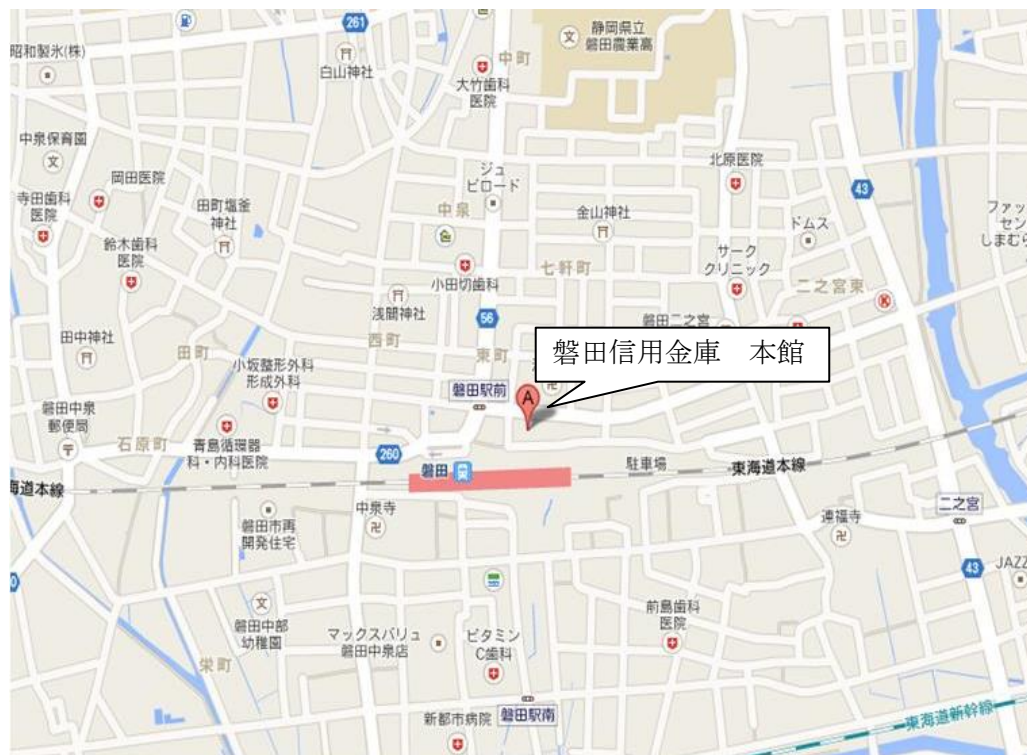 261
静岡県立
磐田農業高
昭和製氷(株)
白山神社
中町
大竹歯科
医院
中泉保育園
岡田医院
ジュ
ビロード
北原医院
43
寺田歯科
医院
田町塩釜
神社
中泉
金山神社
ドムス
ファッ
セン
しまむら
鈴木歯科
医院
小田切歯科
七軒町
サーク
クリニック
二之宮東
浅間神社
56
磐田二之宮
田中神社
西町
田町
東町
磐田信用金庫 本館
小坂整形外科
形成外科
磐田駅前
A
磐田中泉
郵便局
石原町
青島循環器
科・内科医院
260
磐田
駐車場
東海道本線
海道本線
中泉寺
二之宮
磐田市再
開発住宅
連福寺
43
JAZZ
磐田中部
幼稚園
マックスバリュ
磐田中泉店
ビタミン
C歯科
前島歯科
医院
栄町
新都市病院
磐田駅南
東海道新幹線